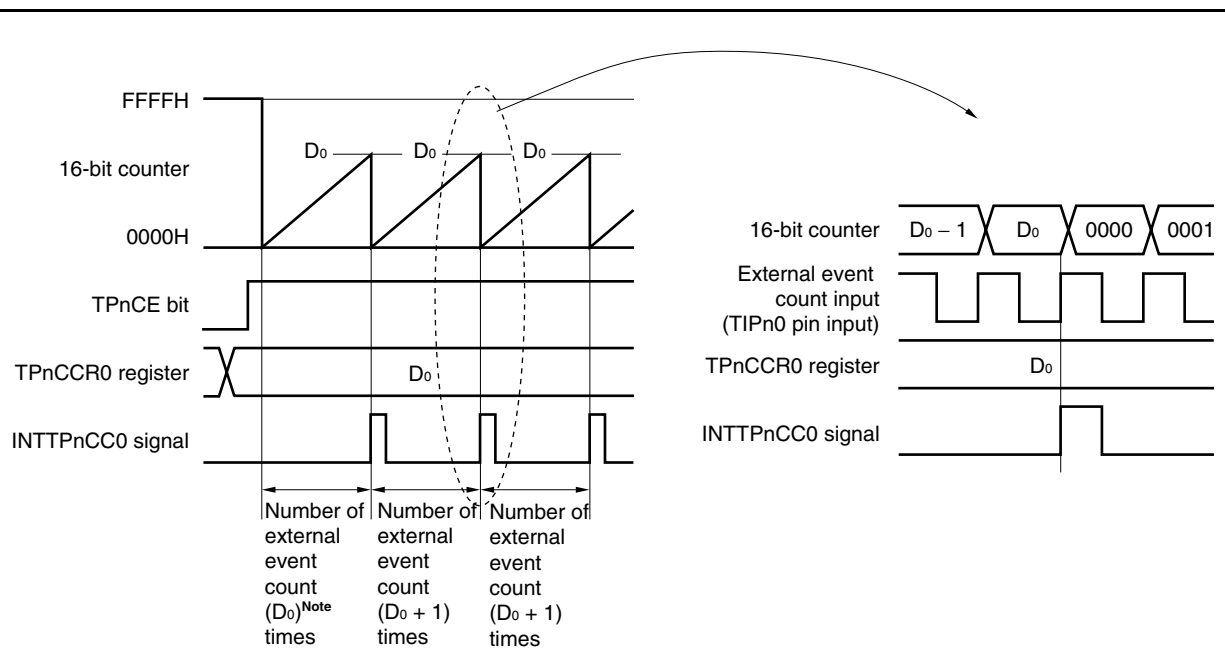 FFFFH
16-bit counter
D₀ D₀ D₀
0000H
TPnCE bit
TPnCCR0 register
D₀
INTTPnCC0 signal
Number of
external
event
count
(D₀)Note
times
Number of
external
event
count
(D₀ + 1)
times
Number of
external
event
count
(D₀ + 1)
times
16-bit counter
D₀ − 1 D₀ 0000 0001
External event
count input
(TIPn0 pin input)
TPnCCR0 register
D₀
INTTPnCC0 signal